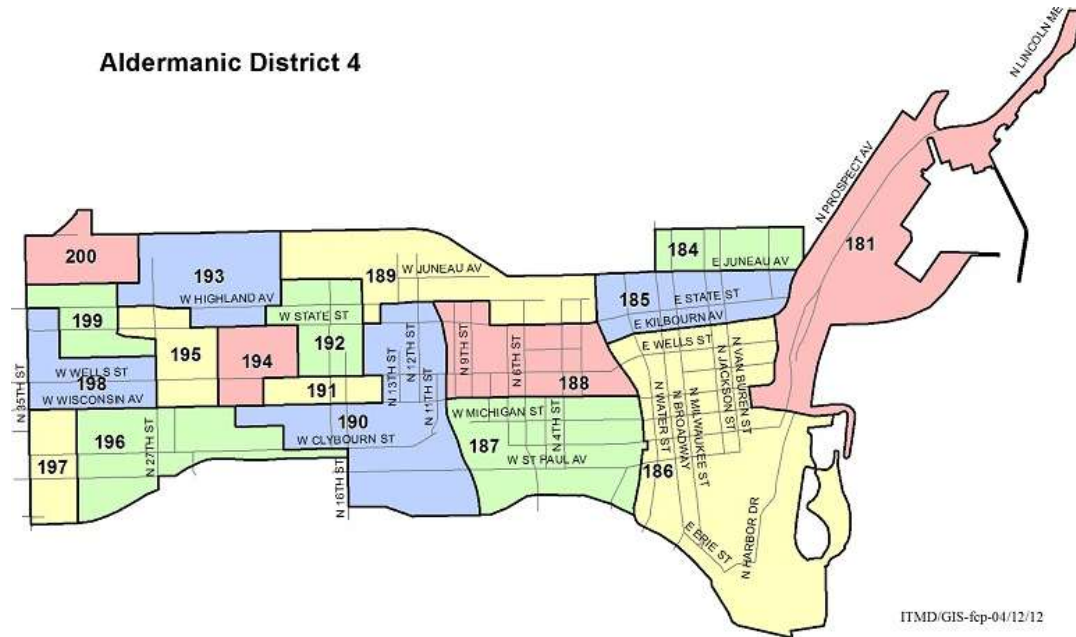 Aldermanic District 4
N LINCOLN ME
N PROSPECT AV
200
193
189
W JUNEAU AV
184
E JUNEAU AV
181
W HIGHLAND AV
185
E STATE ST
199
W STATE ST
E KILBOURN AV
195
194
192
N 13TH ST
N 12TH ST
N 9TH ST
N 6TH ST
E WELLS ST
N VAN BUREN ST
N JACKSON ST
N 35TH ST
W WELLS ST
198
W WISCONSIN AV
191
N 11TH ST
188
N WATER ST
N BROADWAY
N MILWAUKEE ST
190
W CLYBOURN ST
W MICHIGAN ST
N 4TH ST
196
N 27TH ST
187
W ST PAUL AV
197
186
N 16TH ST
E ERIE ST
N HARBOR DR
ITMD/GIS-fcp-04/12/12